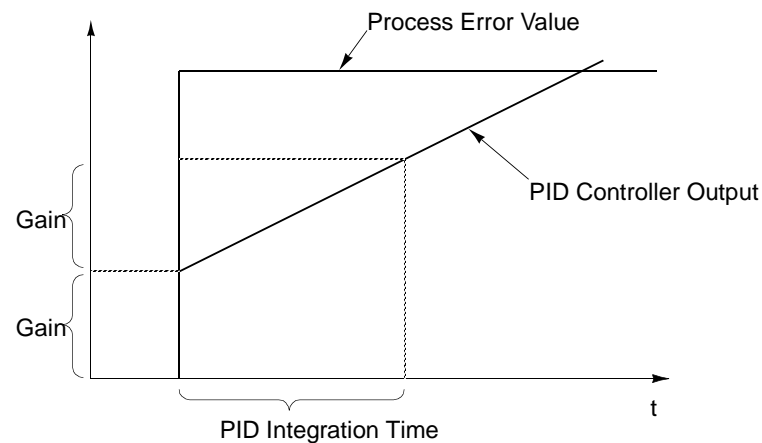 Process Error Value
PID Controller Output
Gain
Gain
t
PID Integration Time